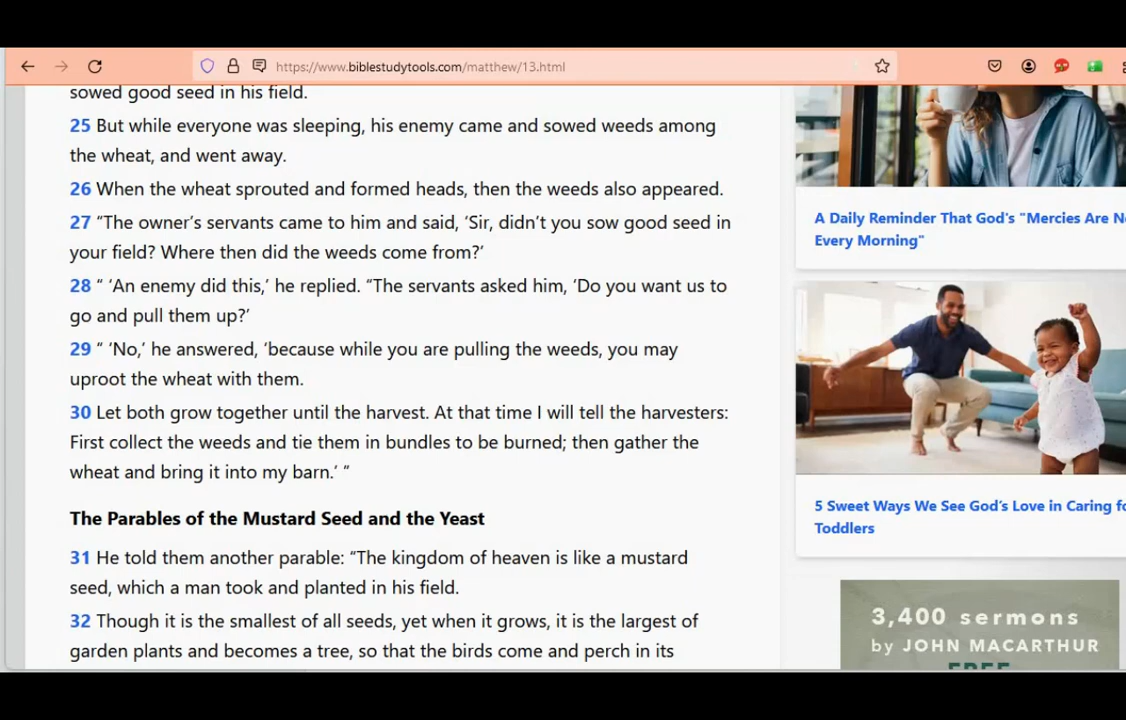 https://www.biblestudytools.com/matthew/13.html
sowed good seed in his field.
25 But while everyone was sleeping, his enemy came and sowed weeds among
the wheat, and went away.
26 When the wheat sprouted and formed heads, then the weeds also appeared.
27 “The owner’s servants came to him and said, ‘Sir, didn’t you sow good seed in
your field? Where then did the weeds come from?’
28 “ ‘An enemy did this,’ he replied. “The servants asked him, ‘Do you want us to
go and pull them up?’
29 “ ‘No,’ he answered, ‘because while you are pulling the weeds, you may
uproot the wheat with them.
30 Let both grow together until the harvest. At that time I will tell the harvesters:
First collect the weeds and tie them in bundles to be burned; then gather the
wheat and bring it into my barn.’ “
The Parables of the Mustard Seed and the Yeast
31 He told them another parable: “The kingdom of heaven is like a mustard
seed, which a man took and planted in his field.
32 Though it is the smallest of all seeds, yet when it grows, it is the largest of
garden plants and becomes a tree, so that the birds come and perch in its
A Daily Reminder That God's "Mercies Are
Every Morning"
5 Sweet Ways We See God’s Love in Caring
Toddlers
3,400 sermons
by JOHN MACARTHUR
FREE